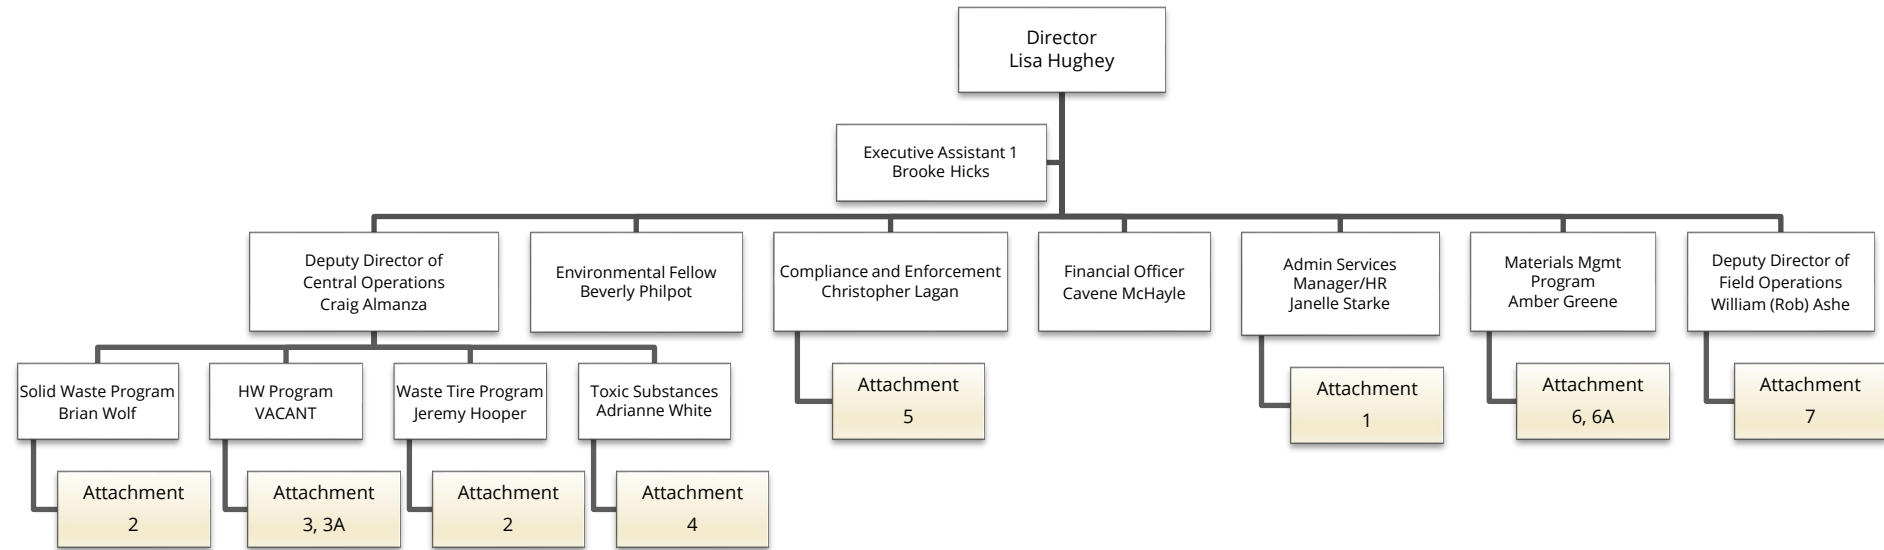 Director
Lisa Hughey
Executive Assistant 1
Brooke Hicks
Deputy Director of
Central Operations
Craig Almanza
Environmental Fellow
Beverly Philpot
Compliance and Enforcement
Christopher Lagan
Financial Officer
Cavene McHayle
Admin Services
Manager/HR
Janelle Starke
Materials Mgmt
Program
Amber Greene
Deputy Director of
Field Operations
William (Rob) Ashe
Solid Waste Program
Brian Wolf
HW Program
VACANT
Waste Tire Program
Jeremy Hooper
Toxic Substances
Adrianne White
Attachment
5
Attachment
1
Attachment
6, 6A
Attachment
7
Attachment
2
Attachment
3, 3A
Attachment
2
Attachment
4